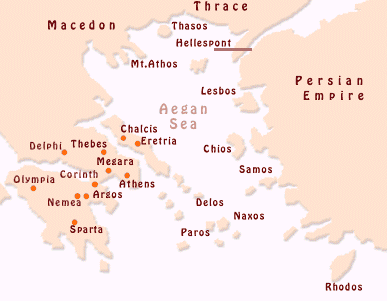 Thrace
Macedon
Thasos
Hellespont
Mt.Athos
Persian
Empire
Lesbos
Aegan
Sea
Chalcis
Eretria
Delphi
Thebes
Chios
Megara
Samos
Olympia
Corinth
Athens
Nemea
Argos
Delos
Naxos
Sparta
Paros
Rhodos